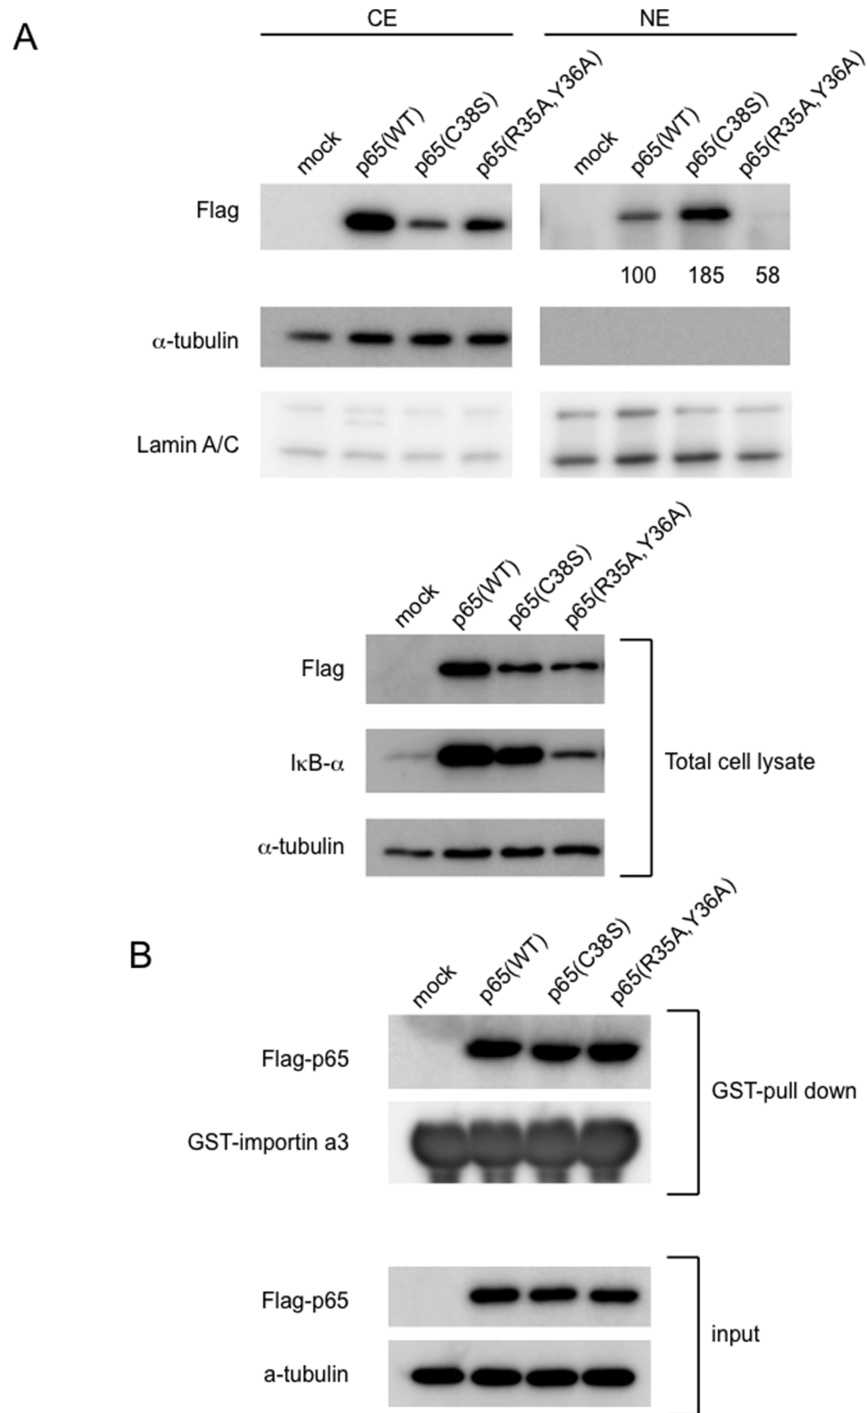 A
CE NE
mock p65(WT) p65(C38S) p65(R35A,Y36A) mock p65(WT) p65(C38S) p65(R35A,Y36A)
Flag
100 185 58
α-tubulin
Lamin A/C
mock p65(WT) p65(C38S) p65(R35A,Y36A)
Flag
IκB-α
Total cell lysate
α-tubulin
B
mock p65(WT) p65(C38S) p65(R35A,Y36A)
Flag-p65
GST-pull down
GST-importin a3
Flag-p65
input
a-tubulin